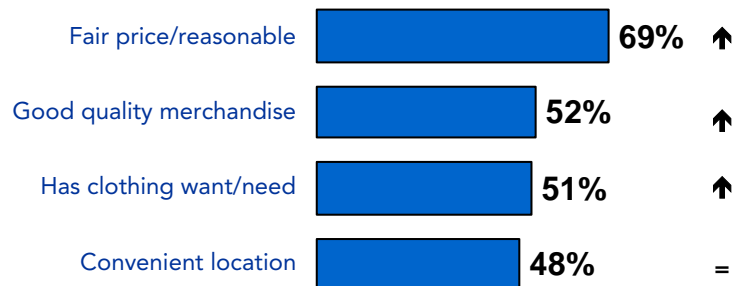 Fair price/reasonable 69% ↑
Good quality merchandise 52% ↑
Has clothing want/need 51% ↑
Convenient location 48% =